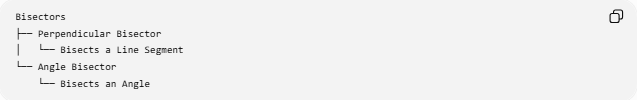 Bisectors
├── Perpendicular Bisector
│   └── Bisects a Line Segment
└── Angle Bisector
    └── Bisects an Angle